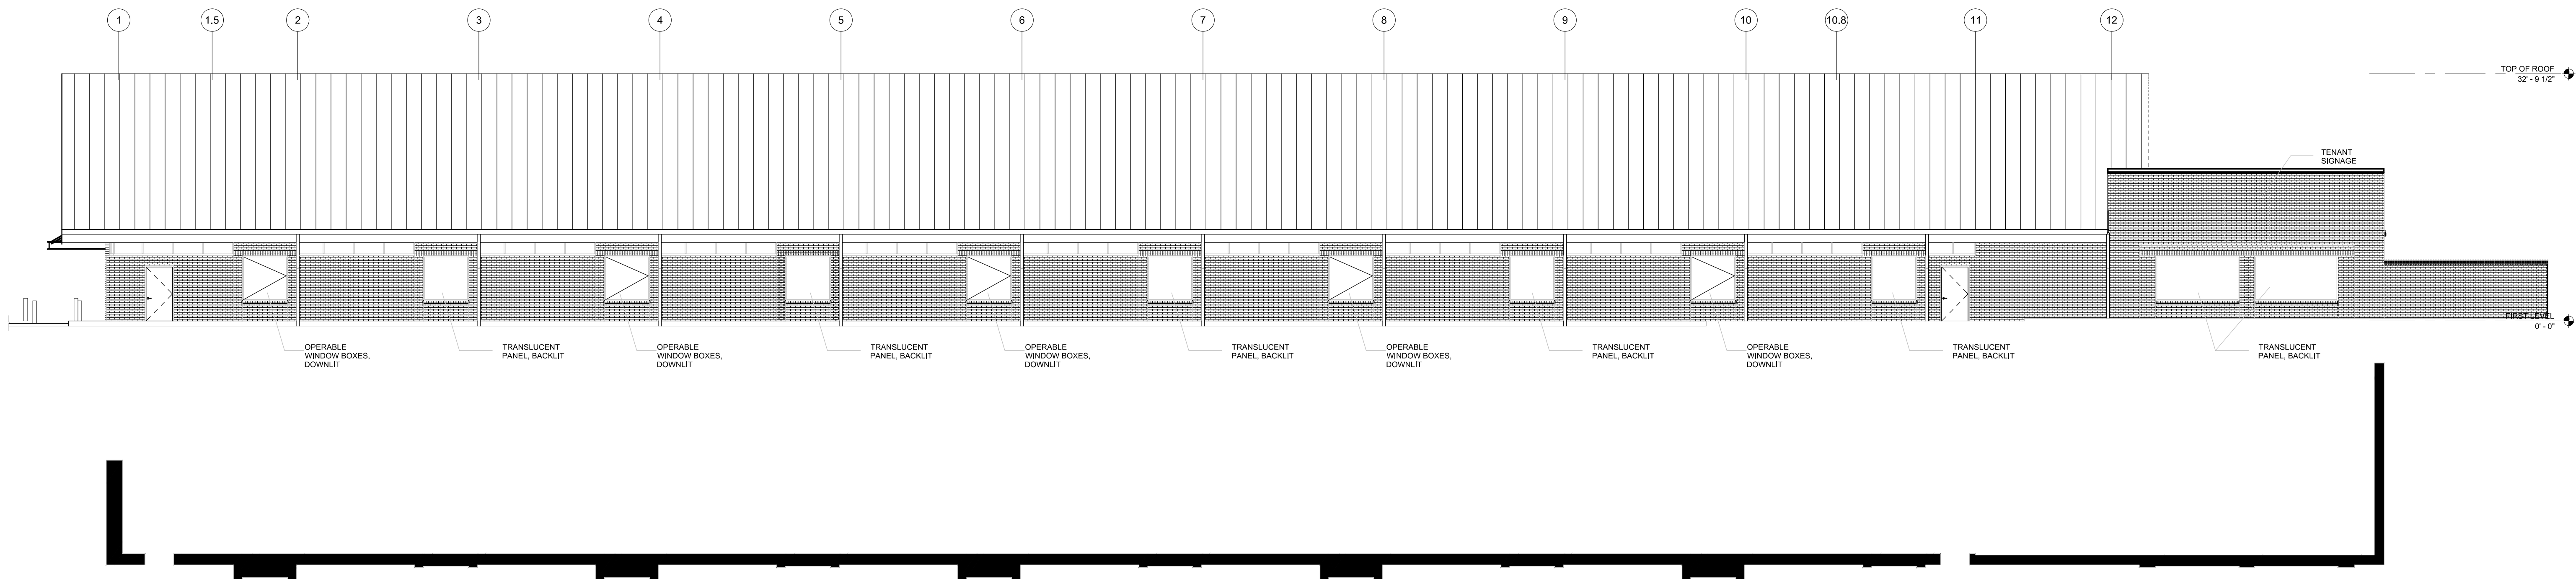 1
1.5
2
3
4
5
6
7
8
9
10
10.8
11
12
TOP OF ROOF
32' - 9 1/2"
TENANT
SIGNAGE
FIRST LEVEL
0' - 0"
OPERABLE
WINDOW BOXES,
DOWNLIT
TRANSLUCENT
PANEL, BACKLIT
OPERABLE
WINDOW BOXES,
DOWNLIT
TRANSLUCENT
PANEL, BACKLIT
OPERABLE
WINDOW BOXES,
DOWNLIT
TRANSLUCENT
PANEL, BACKLIT
OPERABLE
WINDOW BOXES,
DOWNLIT
TRANSLUCENT
PANEL, BACKLIT
OPERABLE
WINDOW BOXES,
DOWNLIT
TRANSLUCENT
PANEL, BACKLIT
TRANSLUCENT
PANEL, BACKLIT